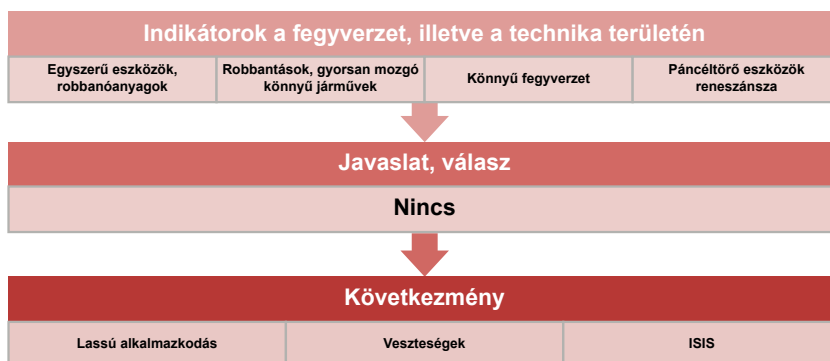 Indikátorok a fegyverzet, illetve a technika területén
Egyszerű eszközök,
robbanóanyagok
Robbantások, gyorsan mozgó
könnyű járművek
Könnyű fegyverzet
Páncéltörő eszközök
reneszánsza
Javaslat, válasz
Nincs
Következmény
Lassú alkalmazkodás
Veszteségek
ISIS